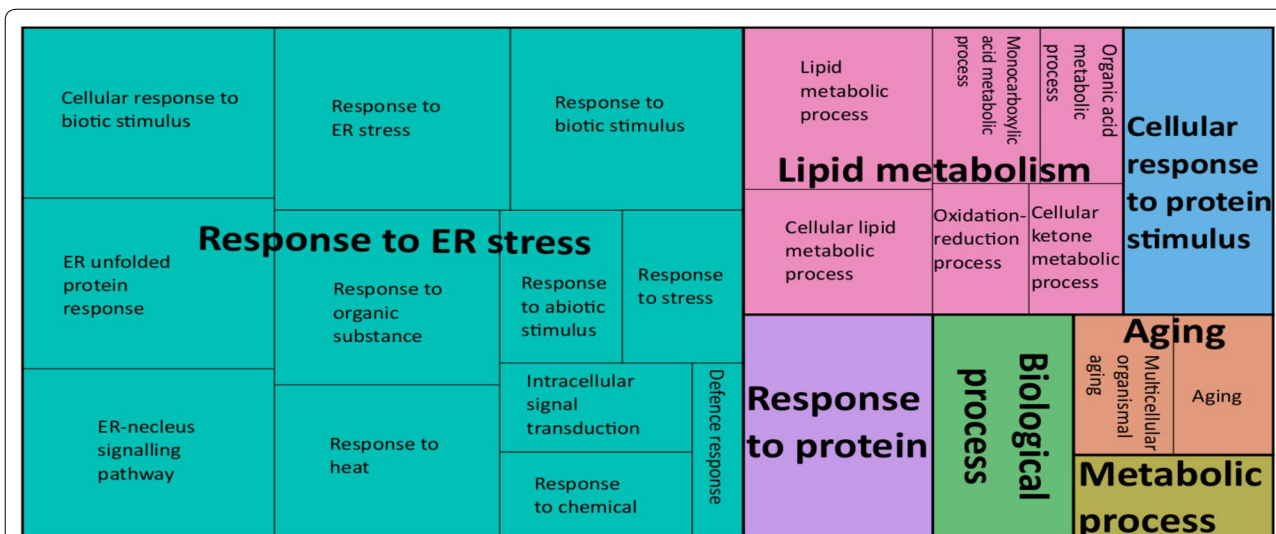 Cellular response to
biotic stimulus
Response to
ER stress
Response to
biotic stimulus
Response to ER stress
ER unfolded
protein
response
Response to
organic
substance
Response
to abiotic
stimulus
Response
to stress
ER-necleus
signalling
pathway
Response to
heat
Intracellular
signal
transduction
Defence response
Response
to chemical
Lipid
metabolic
process
Monocarboxylic
acid metabolic
process
Organic acid
metabolic
process
Lipid metabolism
Cellular lipid
metabolic
process
Oxidation-
reduction
process
Cellular
ketone
metabolic
process
Cellular
response
to protein
stimulus
Response
to protein
Biological
process
Aging
Multicellular
organismal
aging
Aging
Metabolic
process